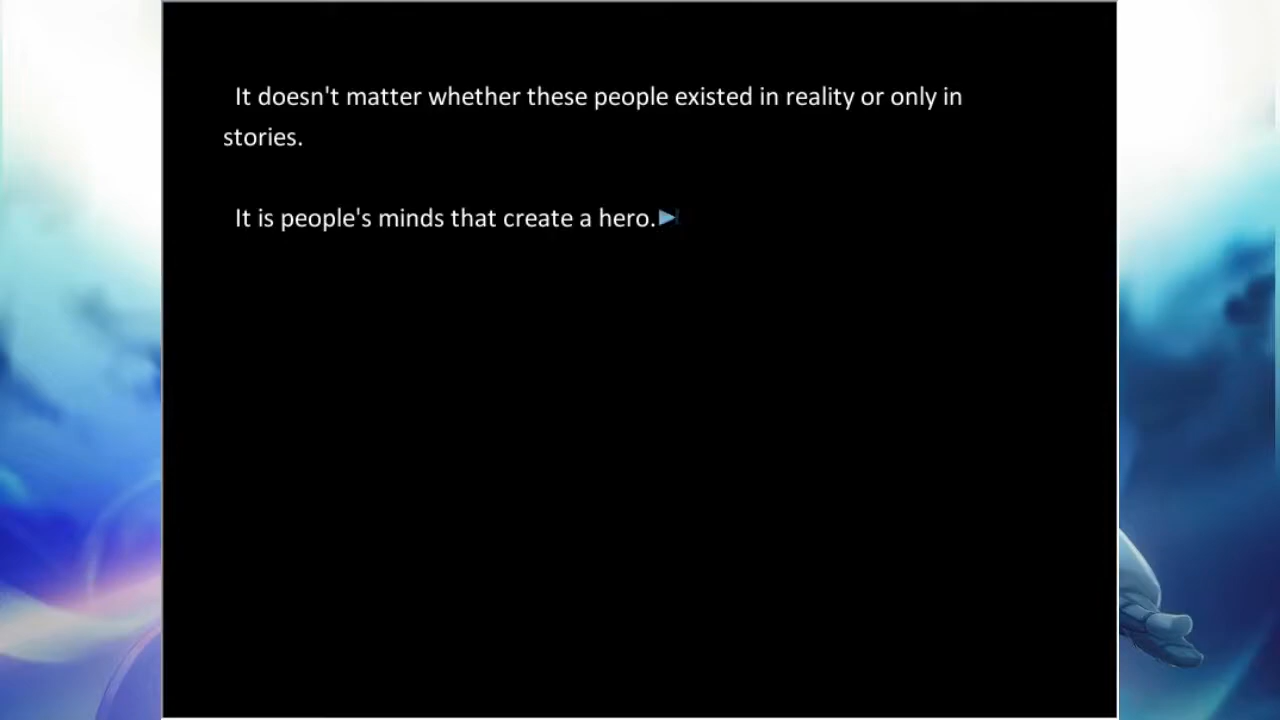 It doesn't matter whether these people existed in reality or only in
stories.
It is people's minds that create a hero.